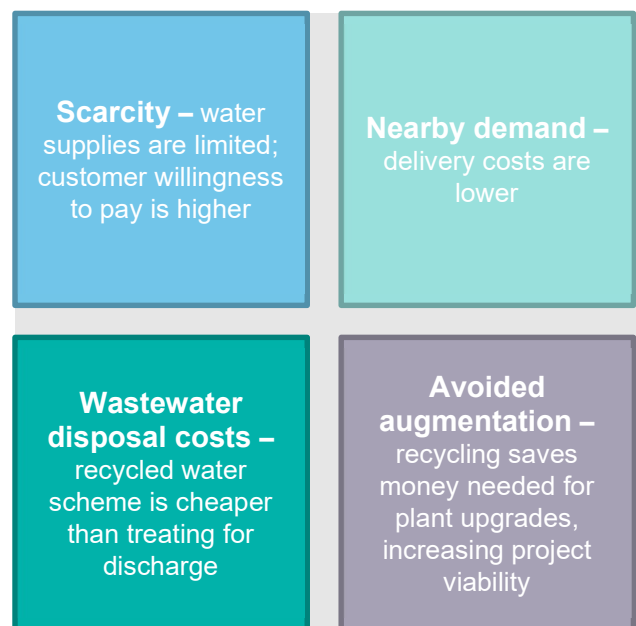 Scarcity – water
supplies are limited;
customer willingness
to pay is higher
Nearby demand –
delivery costs are
lower
Wastewater
disposal costs –
recycled water
scheme is cheaper
than treating for
discharge
Avoided
augmentation –
recycling saves
money needed for
plant upgrades,
increasing project
viability